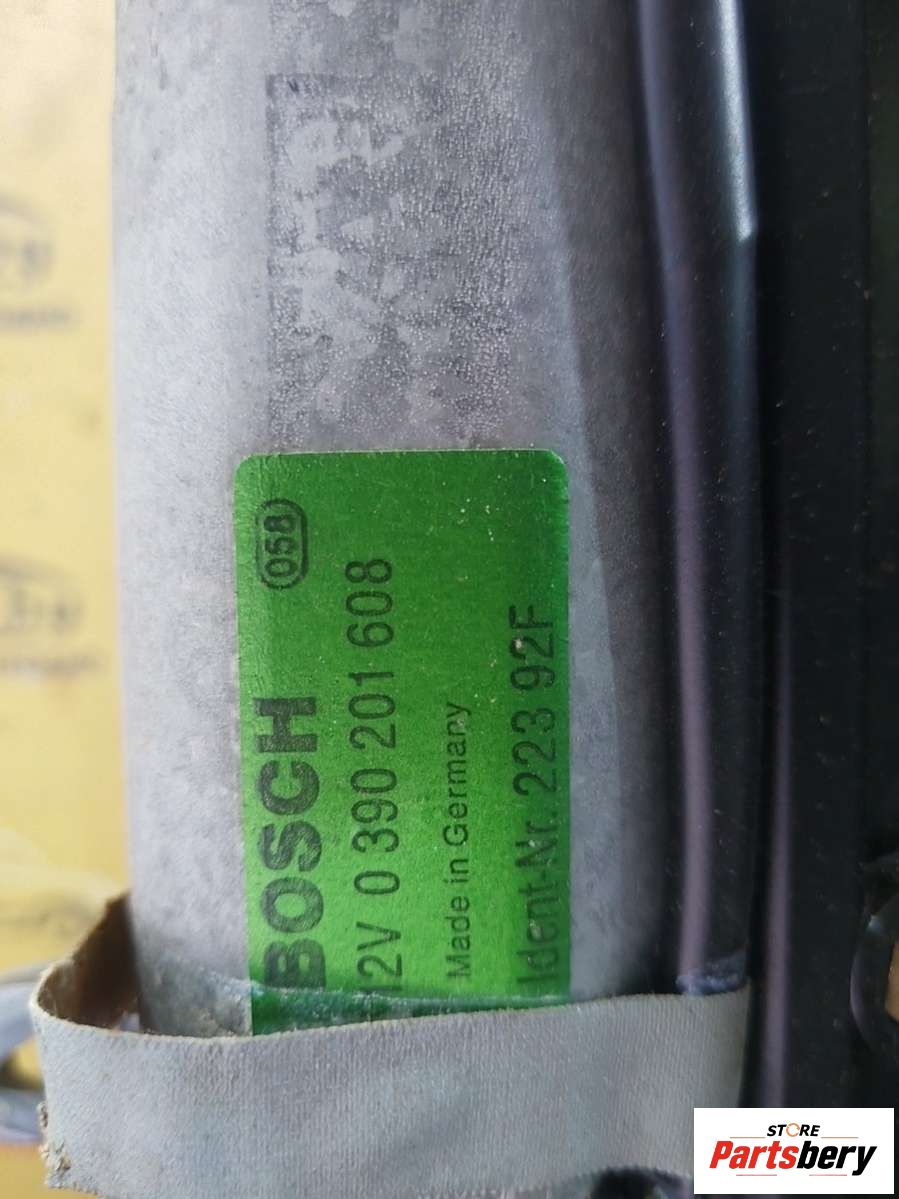 BOSCH 058
12V 0 390 201 608
Made in Germany
Ident-Nr. 223 92F
STORE
Partsbery